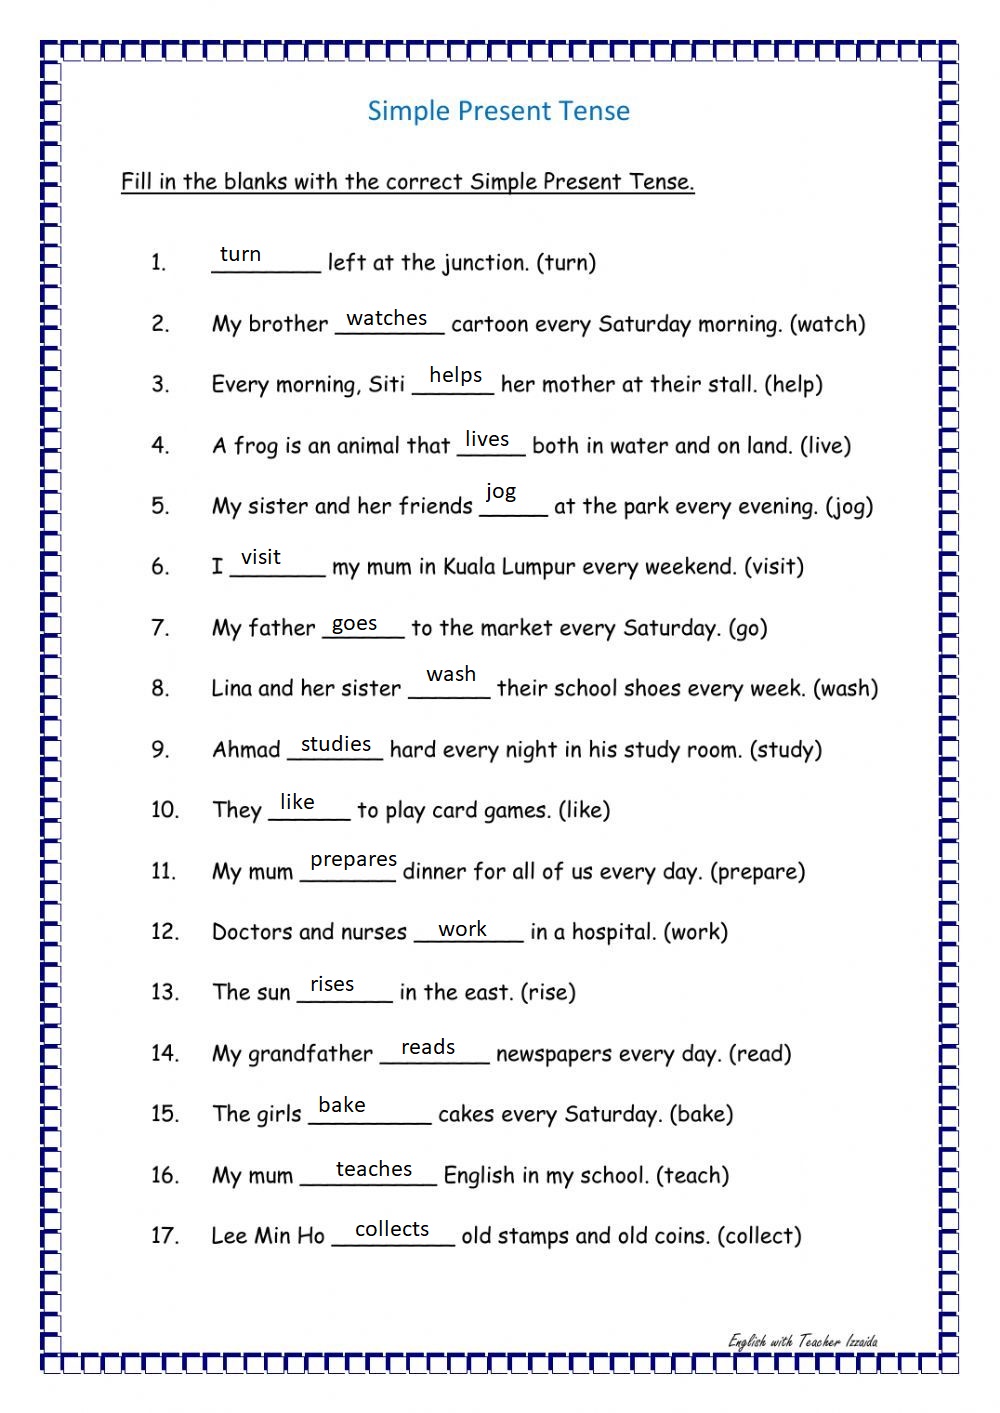 Simple Present Tense
Fill in the blanks with the correct Simple Present Tense.
1. turn left at the junction. (turn)
2. My brother watches cartoon every Saturday morning. (watch)
3. Every morning, Siti helps her mother at their stall. (help)
4. A frog is an animal that lives both in water and on land. (live)
5. My sister and her friends jog at the park every evening. (jog)
6. I visit my mum in Kuala Lumpur every weekend. (visit)
7. My father goes to the market every Saturday. (go)
8. Lina and her sister wash their school shoes every week. (wash)
9. Ahmad studies hard every night in his study room. (study)
10. They like to play card games. (like)
11. My mum prepares dinner for all of us every day. (prepare)
12. Doctors and nurses work in a hospital. (work)
13. The sun rises in the east. (rise)
14. My grandfather reads newspapers every day. (read)
15. The girls bake cakes every Saturday. (bake)
16. My mum teaches English in my school. (teach)
17. Lee Min Ho collects old stamps and old coins. (collect)
English with Teacher Izzaida